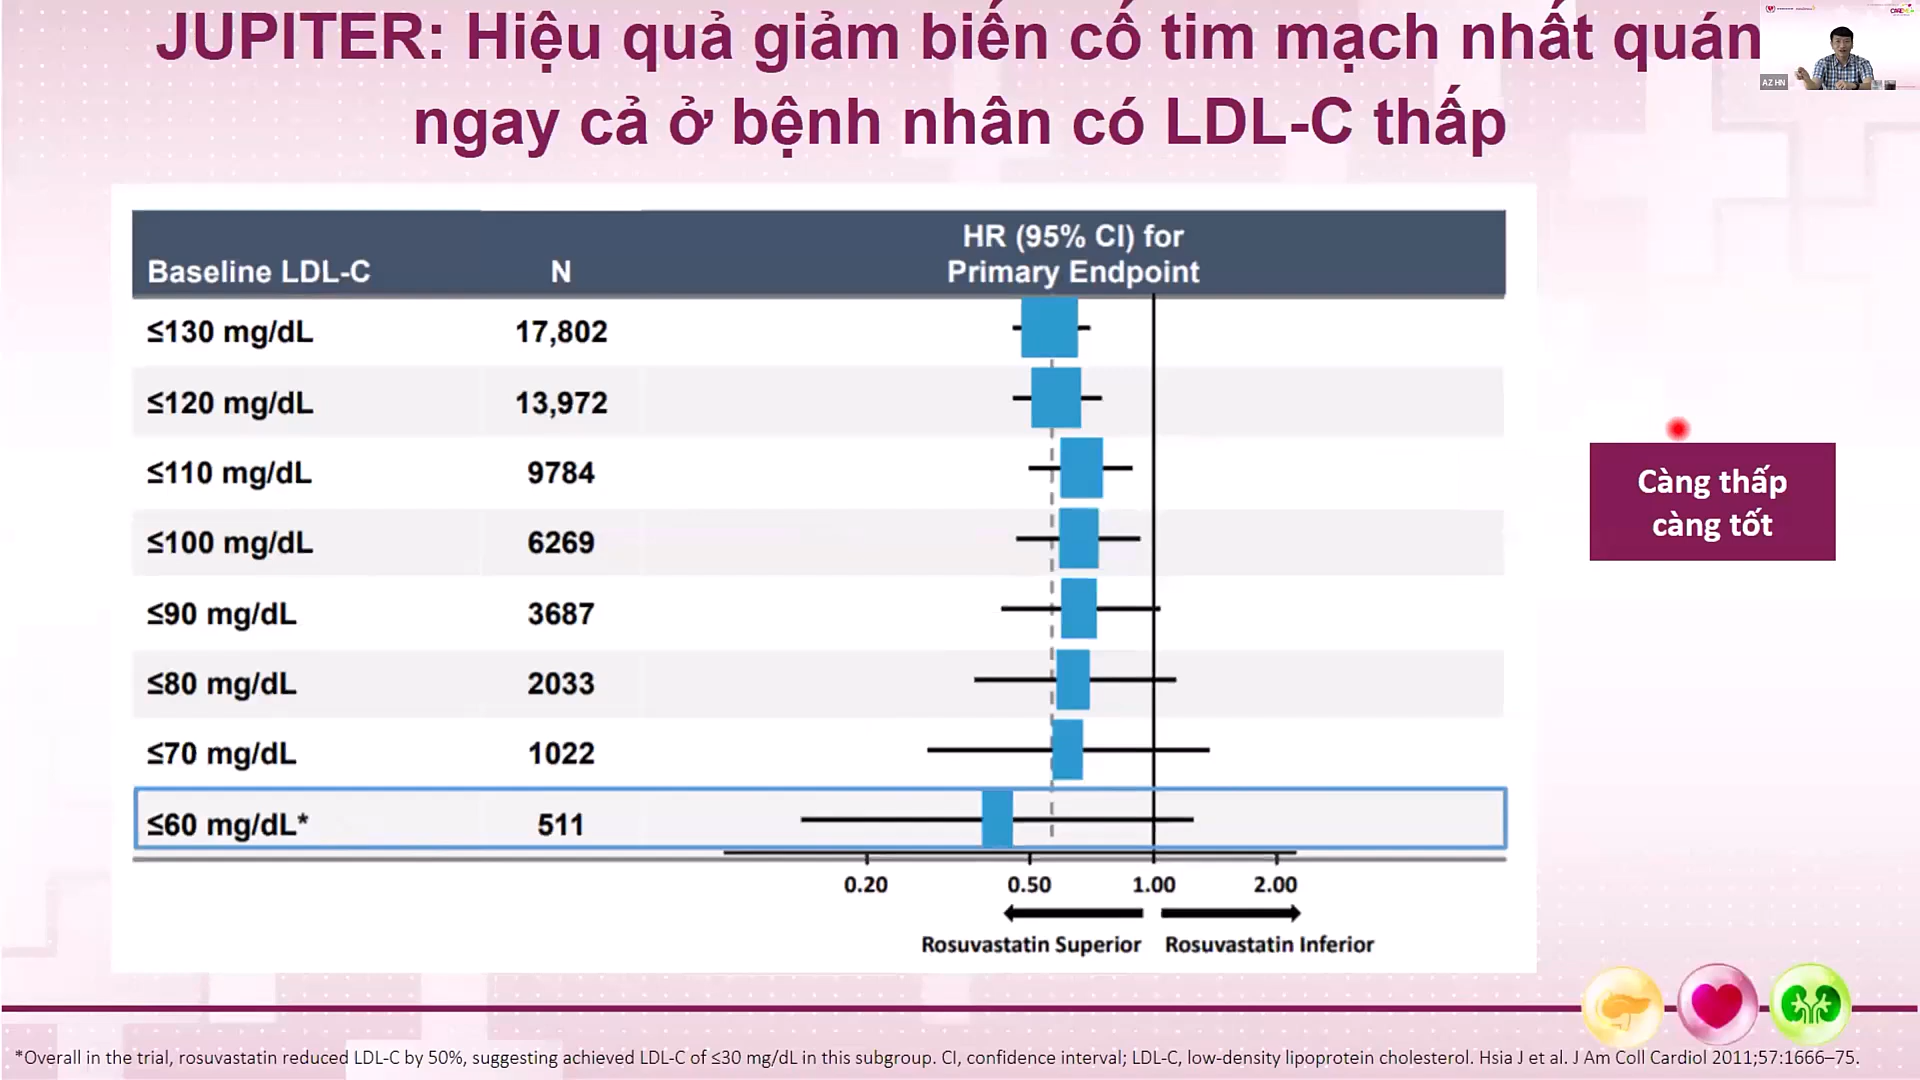 JUPITER: Hiệu quả giảm biến cố tim mạch nhất quán
ngay cả ở bệnh nhân có LDL-C thấp
AZ HN
Baseline LDL-C N HR (95% CI) for
Primary Endpoint
≤130 mg/dL 17,802
≤120 mg/dL 13,972
≤110 mg/dL 9784
≤100 mg/dL 6269
≤90 mg/dL 3687
≤80 mg/dL 2033
≤70 mg/dL 1022
≤60 mg/dL* 511
0.20 0.50 1.00 2.00
Rosuvastatin Superior Rosuvastatin Inferior
Càng thấp
càng tốt
*Overall in the trial, rosuvastatin reduced LDL-C by 50%, suggesting achieved LDL-C of ≤30 mg/dL in this subgroup. CI, confidence interval; LDL-C, low-density lipoprotein cholesterol. Hsia J et al. J Am Coll Cardiol 2011;57:1666–75.